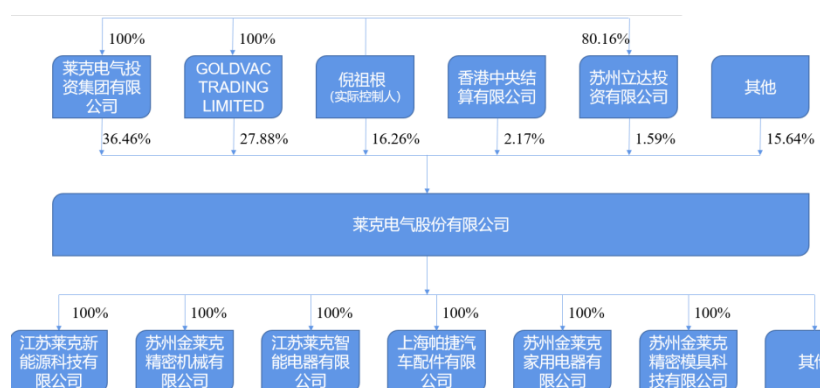 100%
100%
80.16%
莱克电气投
资集团有限
公司
GOLDVAC
TRADING
LIMITED
倪祖根
(实际控制人)
香港中央结
算有限公司
苏州立达投
资有限公司
其他
36.46%
27.88%
16.26%
2.17%
1.59%
15.64%
莱克电气股份有限公司
100%
100%
100%
100%
100%
100%
江苏莱克新
能源科技有
限公司
苏州金莱克
精密机械有
限公司
江苏莱克智
能电器有限
公司
上海帕捷汽
车配件有限
公司
苏州金莱克
家用电器有
限公司
苏州金莱克
精密模具科
技有限公司
其他